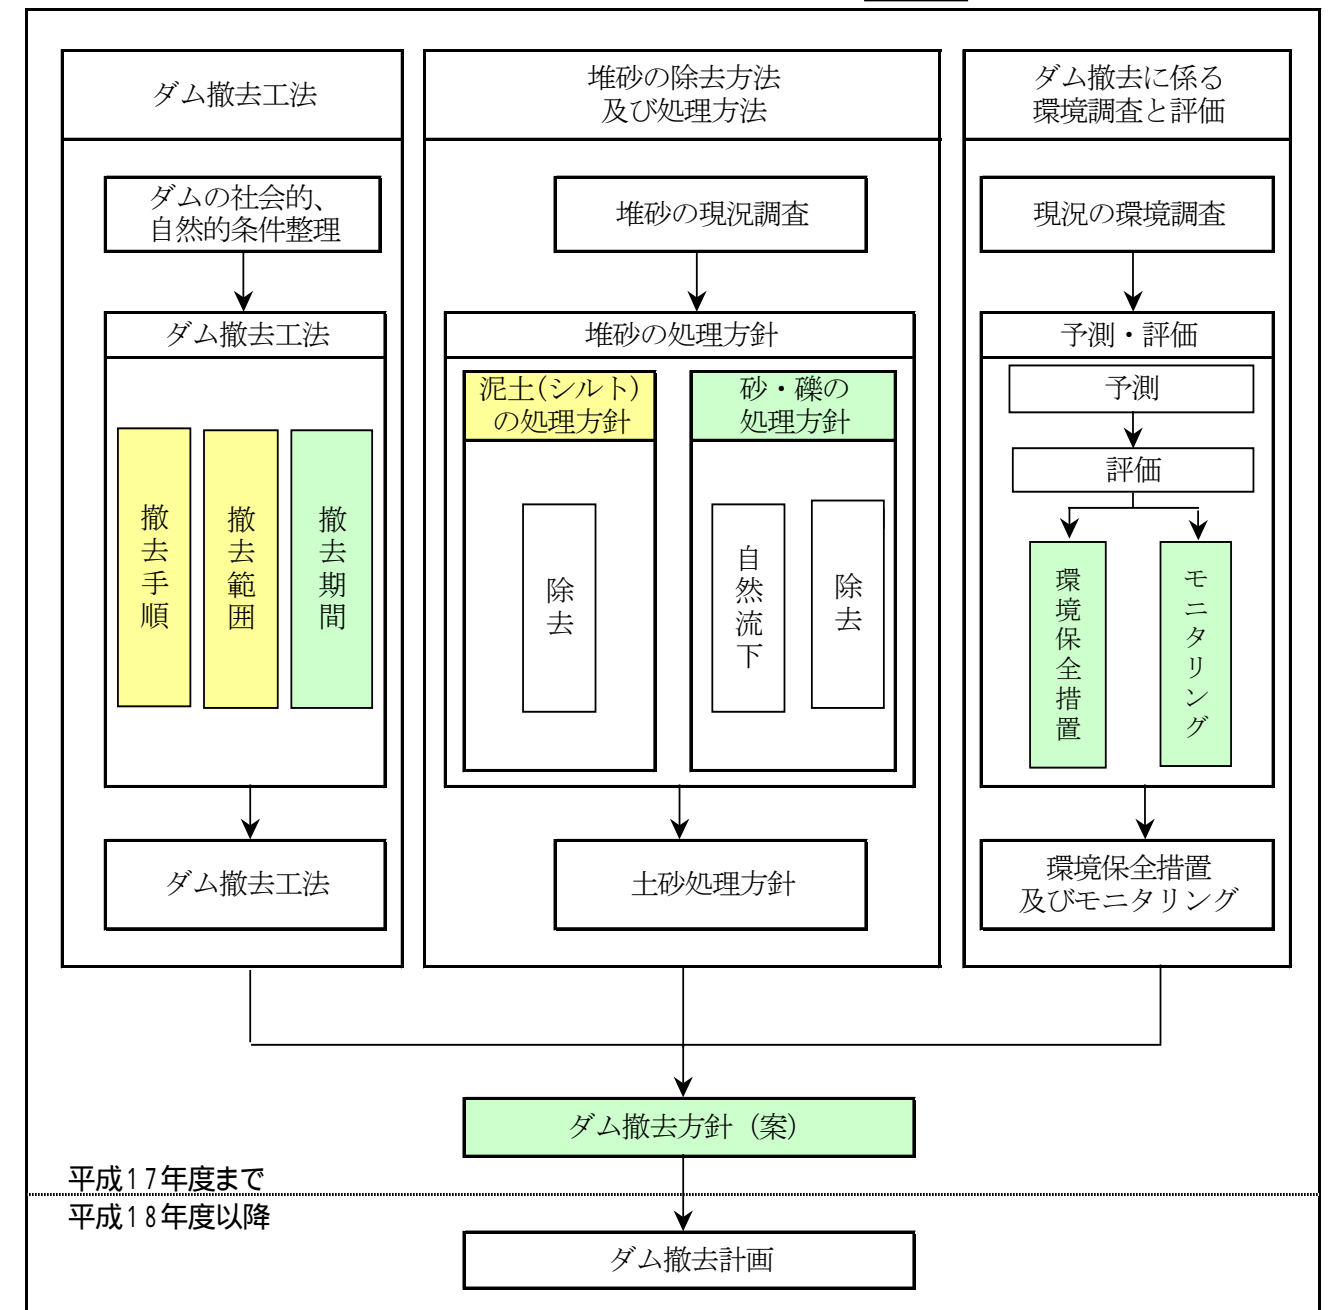 ダム撤去工法
ダムの社会的、
自然的条件整理
ダム撤去工法
撤去手順
撤去範囲
撤去期間
ダム撤去工法
堆砂の除去方法
及び処理方法
堆砂の現況調査
堆砂の処理方針
泥土(シルト)
の処理方針
除去
砂・礫の
処理方針
自然流下
除去
土砂処理方針
ダム撤去に係る
環境調査と評価
現況の環境調査
予測・評価
予測
評価
環境保全措置
モニタリング
環境保全措置
及びモニタリング
ダム撤去方針（案）
平成17年度まで
平成18年度以降
ダム撤去計画